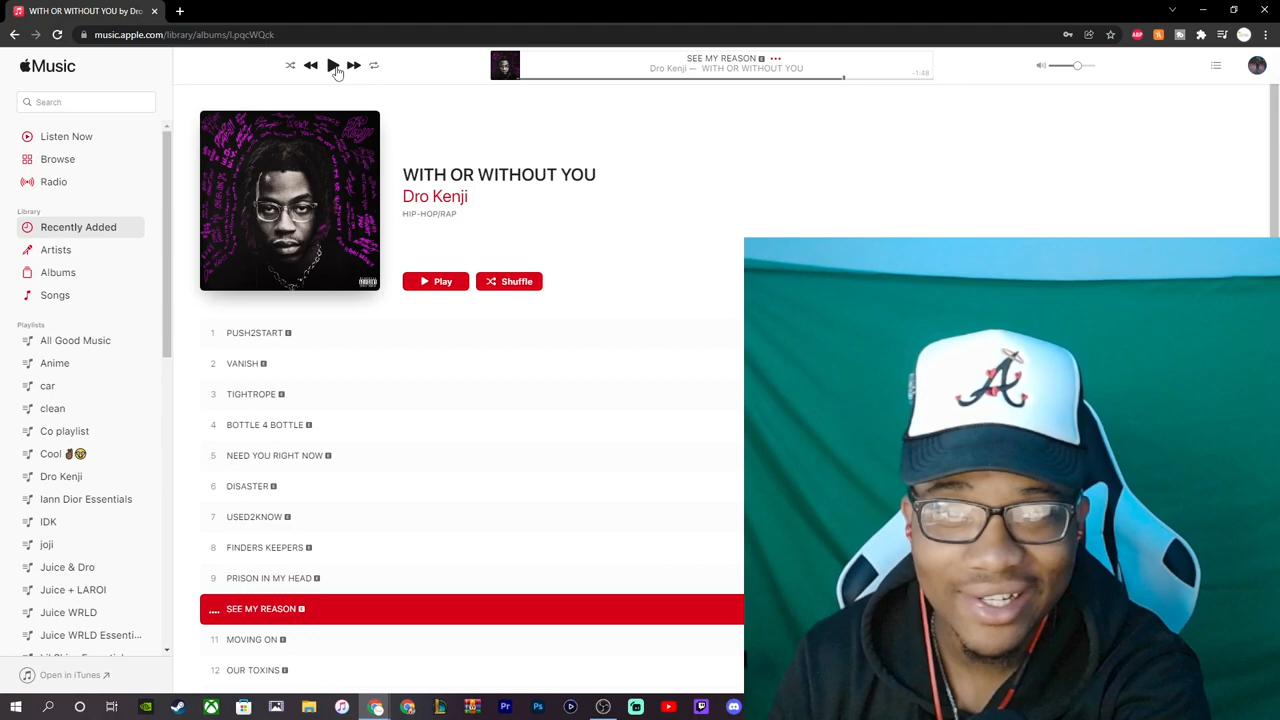 WITH OR WITHOUT YOU by Dro
music.apple.com/library/albums/l.pqcWQck
Music
SEE MY REASON E
Dro Kenji — WITH OR WITHOUT YOU
-1:48
Search
Listen Now
Browse
Radio
Library
Recently Added
Artists
Albums
Songs
Playlists
All Good Music
Anime
car
clean
Co playlist
Cool ✌🏾🤓
Dro Kenji
Iann Dior Essentials
IDK
joji
Juice & Dro
Juice + LAROI
Juice WRLD
Juice WRLD Essenti...
Open in iTunes ↗
WITH OR WITHOUT YOU
Dro Kenji
HIP-HOP/RAP
Play
Shuffle
1 PUSH2START E
2 VANISH E
3 TIGHTROPE E
4 BOTTLE 4 BOTTLE E
5 NEED YOU RIGHT NOW E
6 DISASTER E
7 USED2KNOW E
8 FINDERS KEEPERS E
9 PRISON IN MY HEAD E
SEE MY REASON E
11 MOVING ON E
12 OUR TOXINS E
A
ABP
Pr
Ps